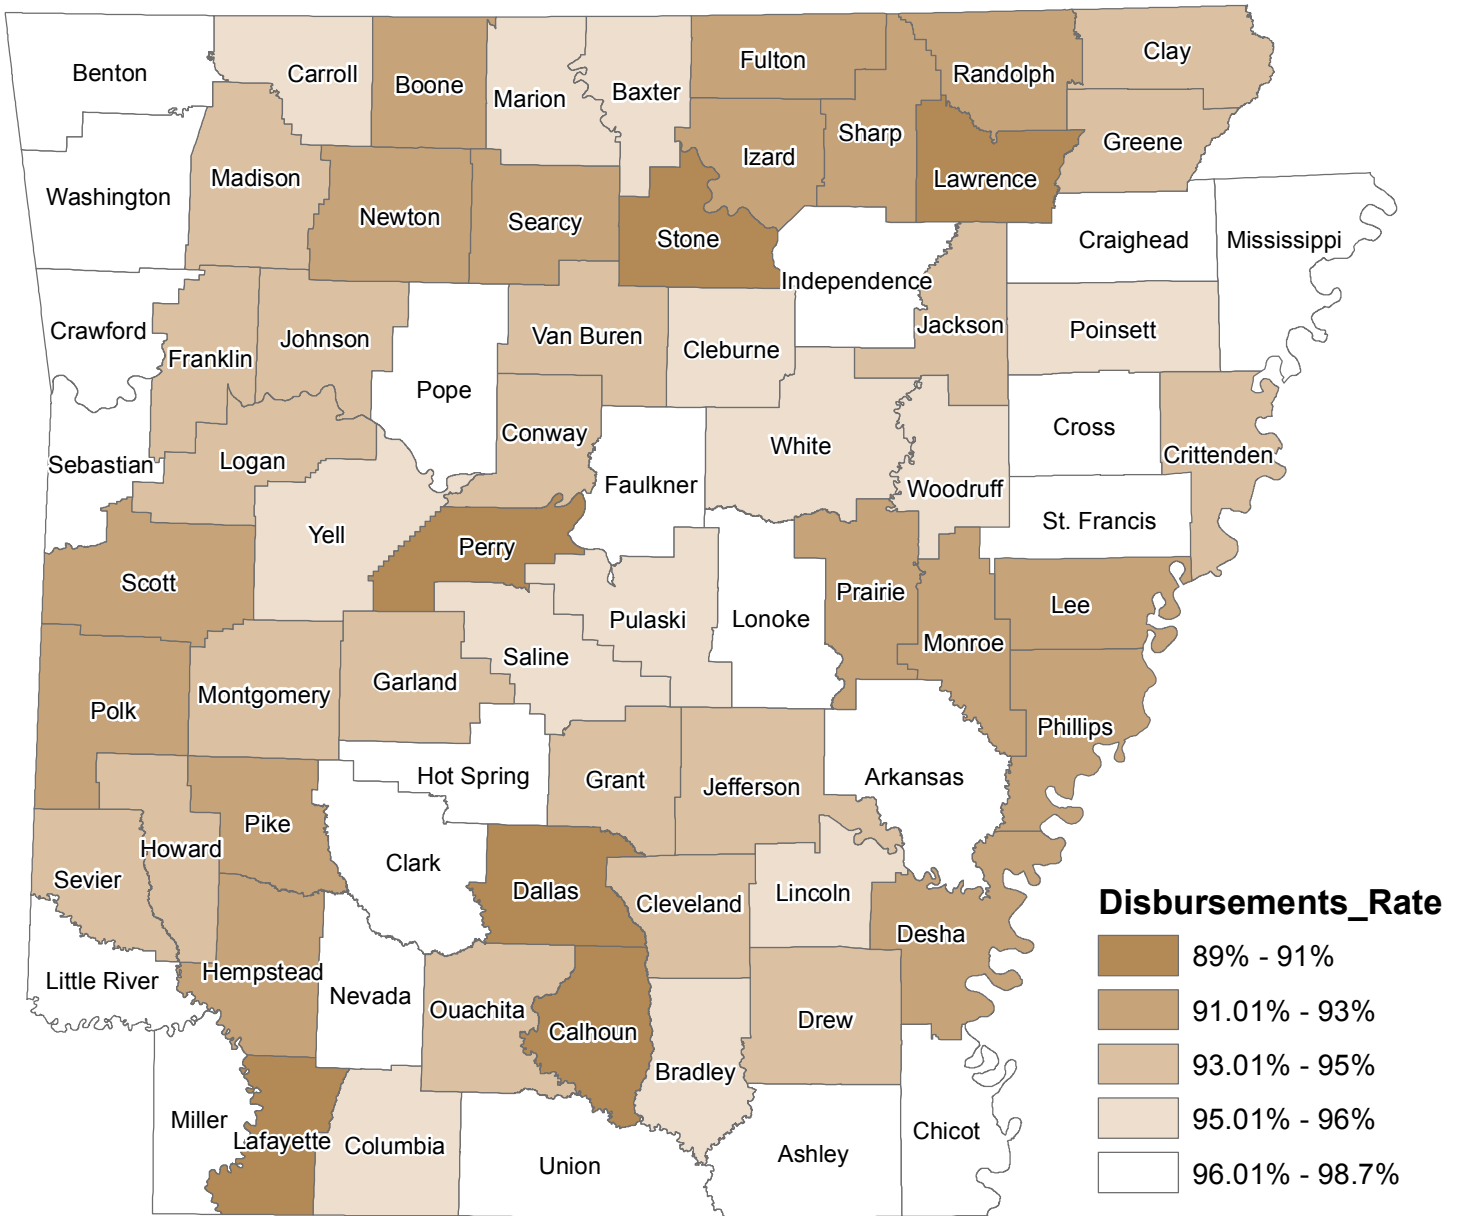 Benton
Carroll
Boone
Marion
Baxter
Fulton
Randolph
Clay
Sharp
Izard
Greene
Lawrence
Washington
Madison
Newton
Searcy
Stone
Independence
Craighead
Mississippi
Crawford
Franklin
Johnson
Pope
Van Buren
Cleburne
Jackson
Poinsett
Sebastian
Logan
Conway
Faulkner
White
Woodruff
Cross
Crittenden
St. Francis
Scott
Yell
Perry
Pulaski
Lonoke
Prairie
Monroe
Lee
Polk
Montgomery
Garland
Saline
Phillips
Hot Spring
Grant
Jefferson
Arkansas
Sevier
Howard
Pike
Clark
Dallas
Cleveland
Lincoln
Desha
Little River
Hempstead
Nevada
Ouachita
Calhoun
Bradley
Drew
Miller
Lafayette
Columbia
Union
Ashley
Chicot
Disbursements_Rate
89% - 91%
91.01% - 93%
93.01% - 95%
95.01% - 96%
96.01% - 98.7%